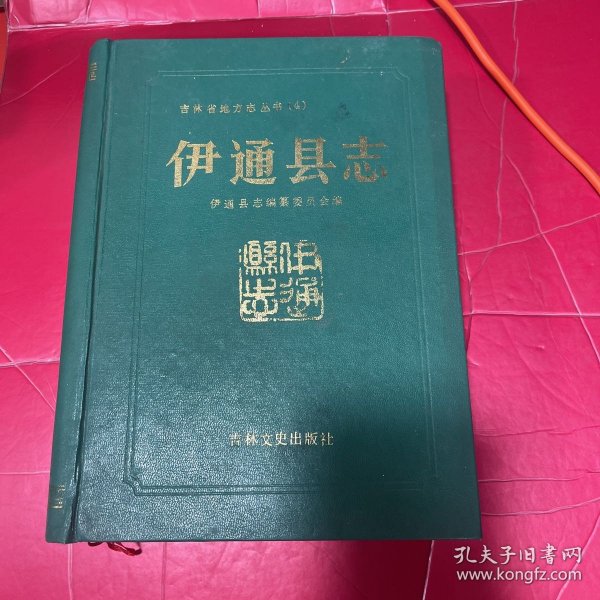 吉林省地方志丛书(4)
伊通县志
伊通县志编纂委员会编
伊通
縣志
吉林文史出版社
孔夫子旧书网
www.kongfz.com